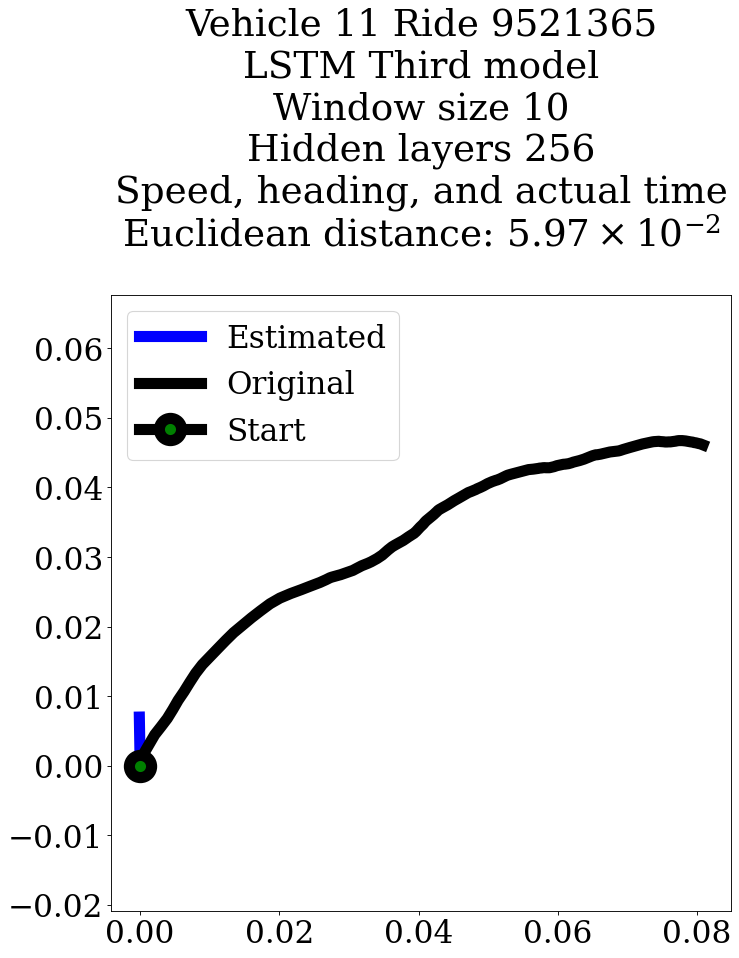 Vehicle 11 Ride 9521365
LSTM Third model
Window size 10
Hidden layers 256
Speed, heading, and actual time
Euclidean distance: 5.97 × 10⁻²
Estimated
Original
Start
0.06
0.05
0.04
0.03
0.02
0.01
0.00
−0.01
−0.02
0.00 0.02 0.04 0.06 0.08